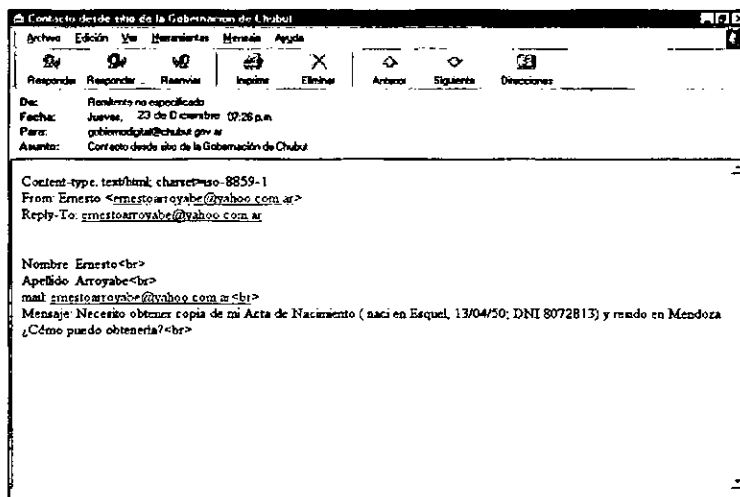 Contacto desde sitio de la Gobernacion de Chubut
Archivo Edición Ver Herramientas Mensaje Ayuda
Responder Responder .. Reenviar Imprimir Eliminar Anterior Siguiente Direcciones
De: Remitente no especificado
Fecha: Jueves, 23 de Diciembre 07:26 p.m.
Para: gobiernodigital@chubut gov ar
Asunto: Contacto desde sitio de la Gobernación de Chubut
Content-type. text/html; charset=iso-8859-1
From: Ernesto <ernestoarroyabe@yahoo com ar>
Reply-To: ernestoarroyabe@yahoo com ar
Nombre Ernesto<br>
Apellido Arroyabe<br>
mail: ernestoarroyabe@yahoo com ar<br>
Mensaje: Necesito obtener copia de mi Acta de Nacimiento ( naci en Esquel, 13/04/50; DNI 8072813) y resido en Mendoza
¿Cómo puedo obtenerla?<br>